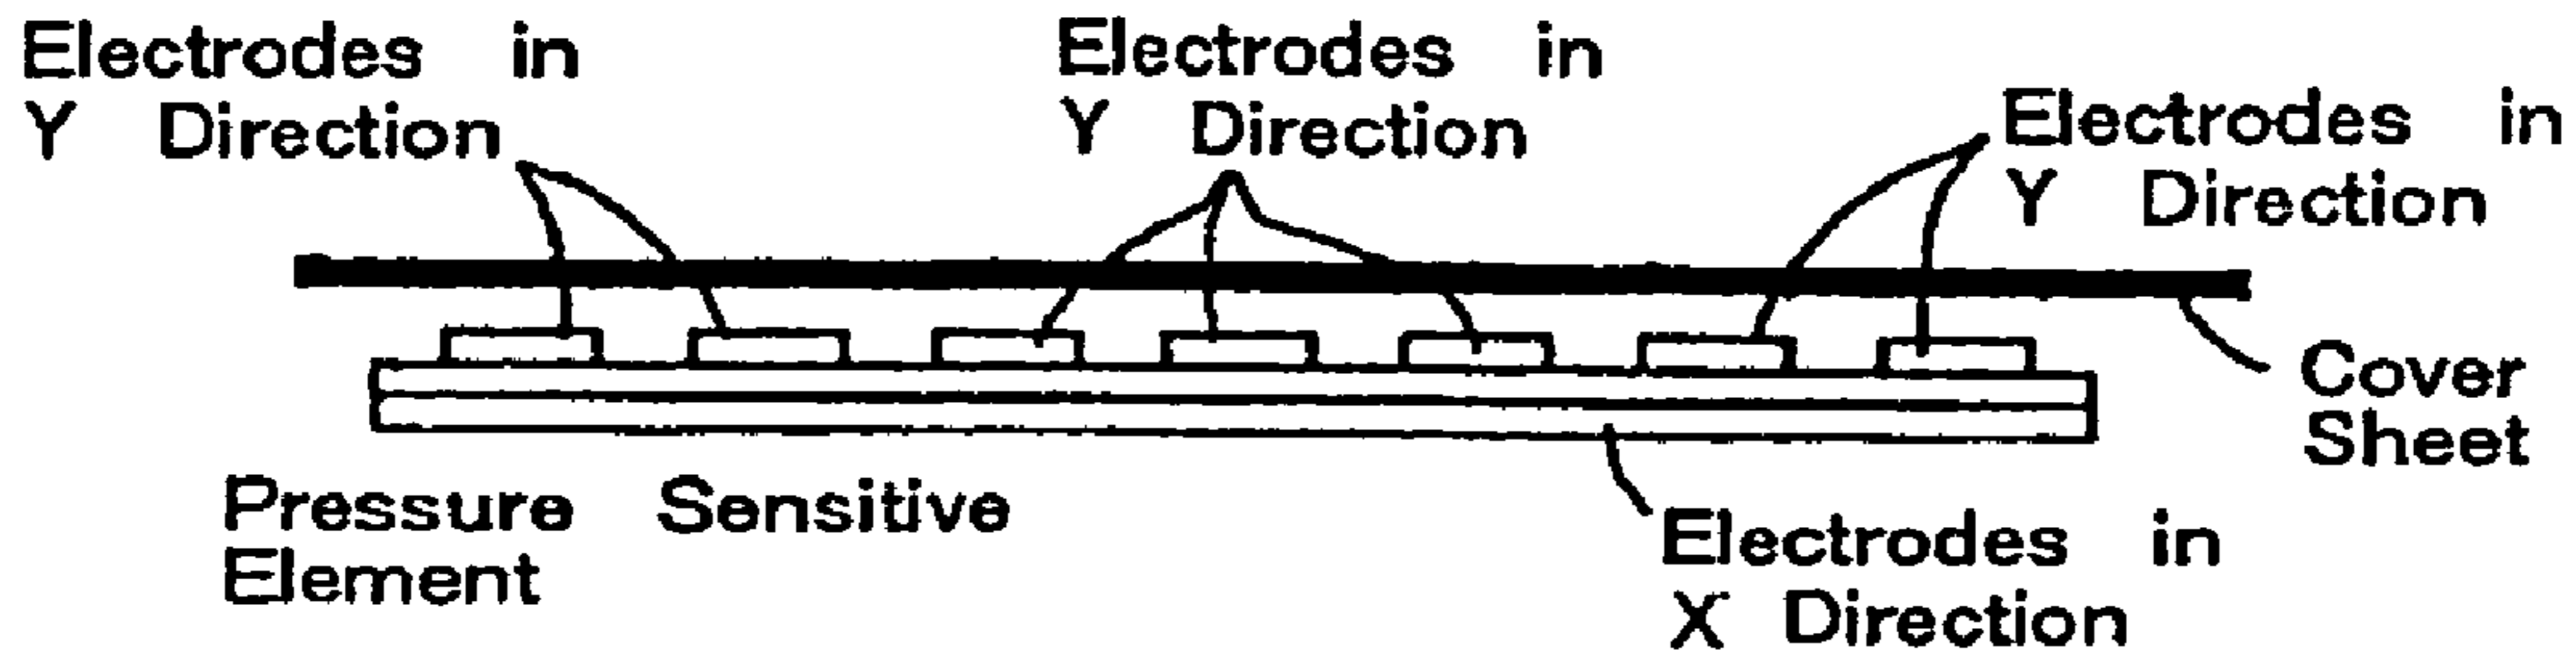 Electrodes in
Y Direction
Electrodes in
Y Direction
Electrodes in
Y Direction
Cover
Sheet
Pressure Sensitive
Element
Electrodes in
X Direction